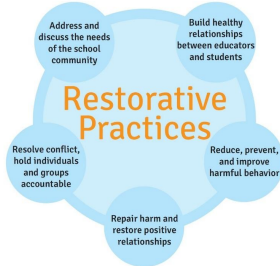 Address and
discuss the needs
of the school
community
Build healthy
relationships
between educators
and students
Restorative
Practices
Resolve conflict,
hold individuals
and groups
accountable
Reduce, prevent,
and improve
harmful behavior
Repair harm and
restore positive
relationships